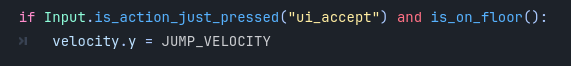 if Input.is_action_just_pressed("ui_accept") and is_on_floor():
velocity.y = JUMP_VELOCITY